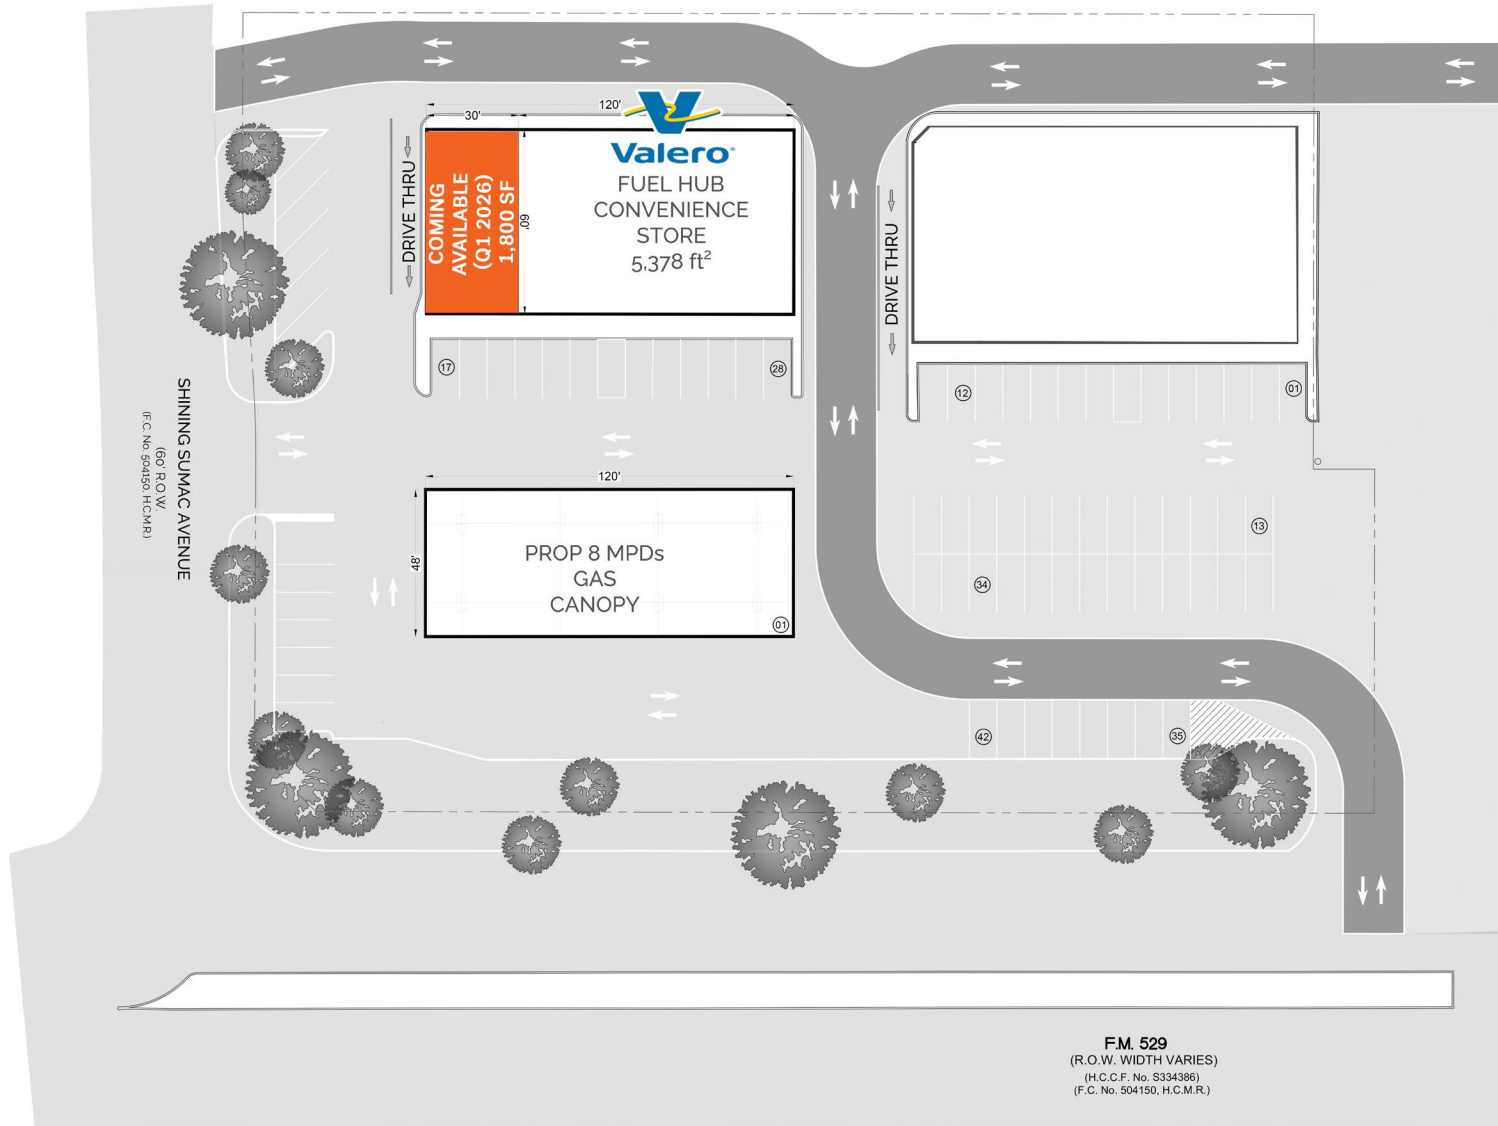 120'
30'
Valero
FUEL HUB
CONVENIENCE
STORE
5,378 ft²
COMING
AVAILABLE
(Q1 2026)
1,800 SF
60'
DRIVE THRU
DRIVE THRU
17
28
12
01
SHINING SUMAC AVENUE
(60' R.O.W.
(F.C. No. 504150, H.C.M.R.)
120'
48'
PROP 8 MPDs
GAS
CANOPY
01
13
34
42
35
F.M. 529
(R.O.W. WIDTH VARIES)
(H.C.C.F. No. S334386)
(F.C. No. 504150, H.C.M.R.)